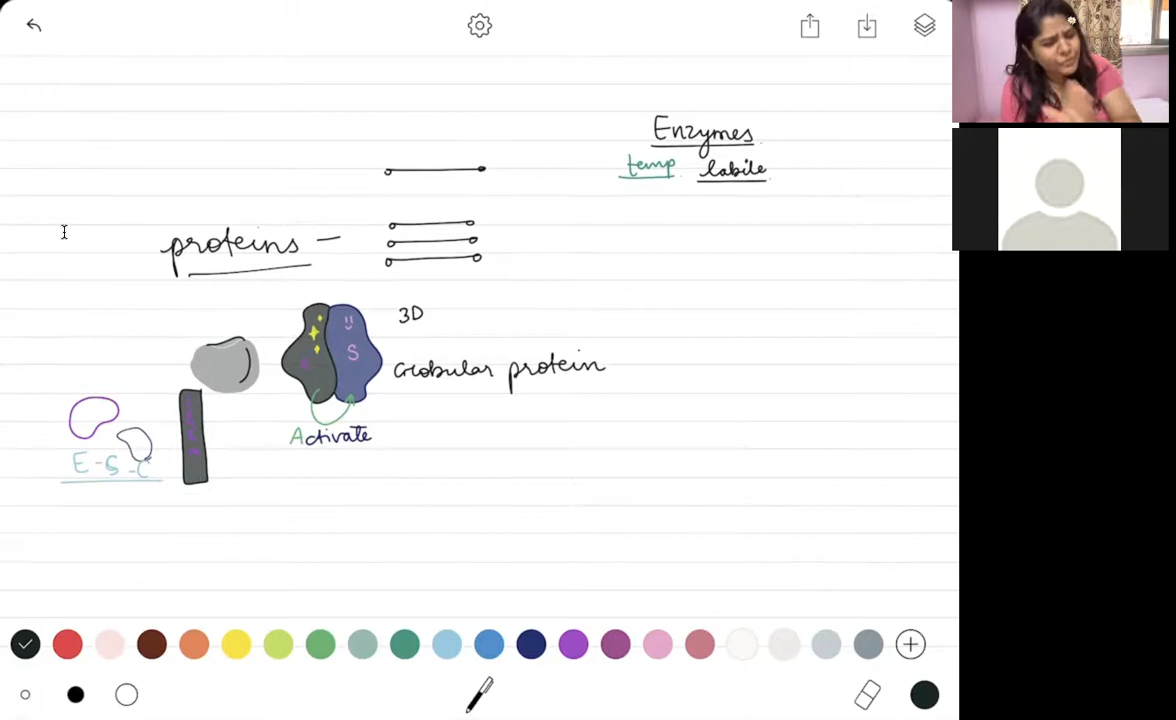 Enzymes
temp labile
proteins –
3D
S
Globular protein
Activate
E-S-C